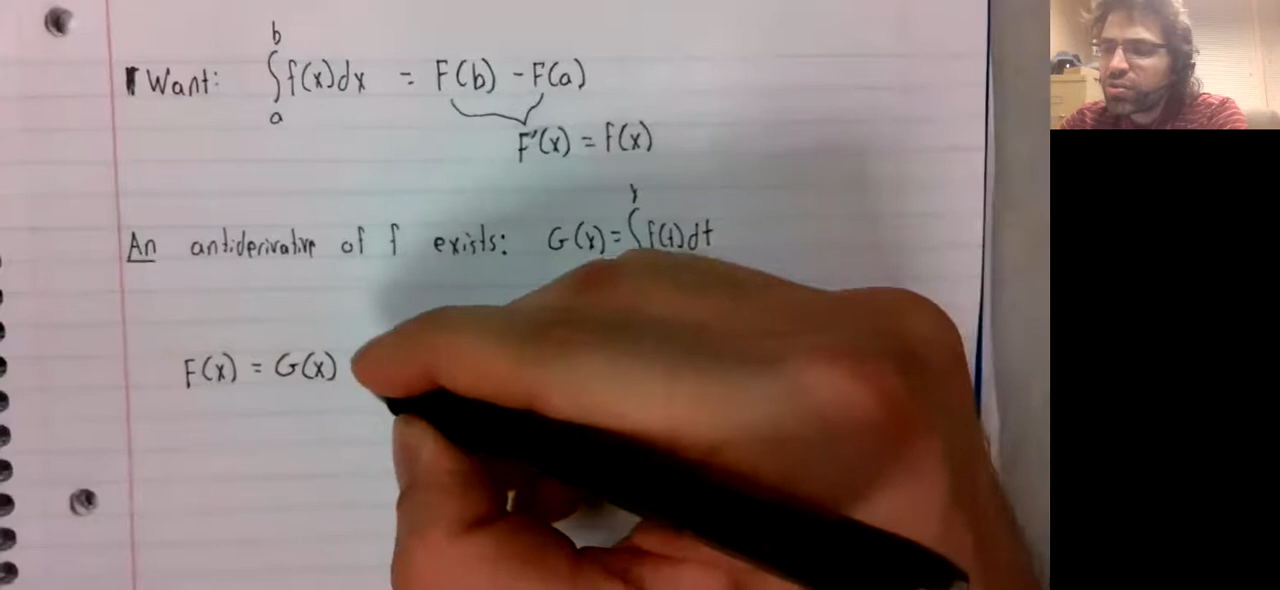 b
Want: ∫f(x)dx = F(b) - F(a)
a
F'(x) = f(x)
x
An antiderivative of f exists: G(x) = ∫f(t)dt
F(x) = G(x)